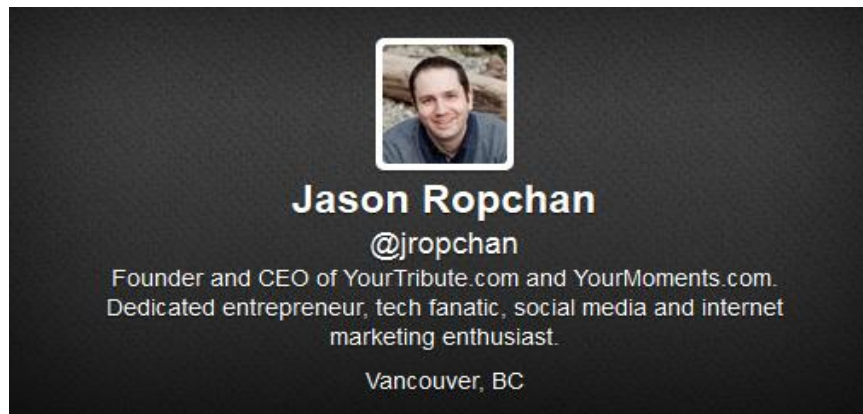 Jason Ropchan
@jropchan
Founder and CEO of YourTribute.com and YourMoments.com.
Dedicated entrepreneur, tech fanatic, social media and internet
marketing enthusiast.
Vancouver, BC